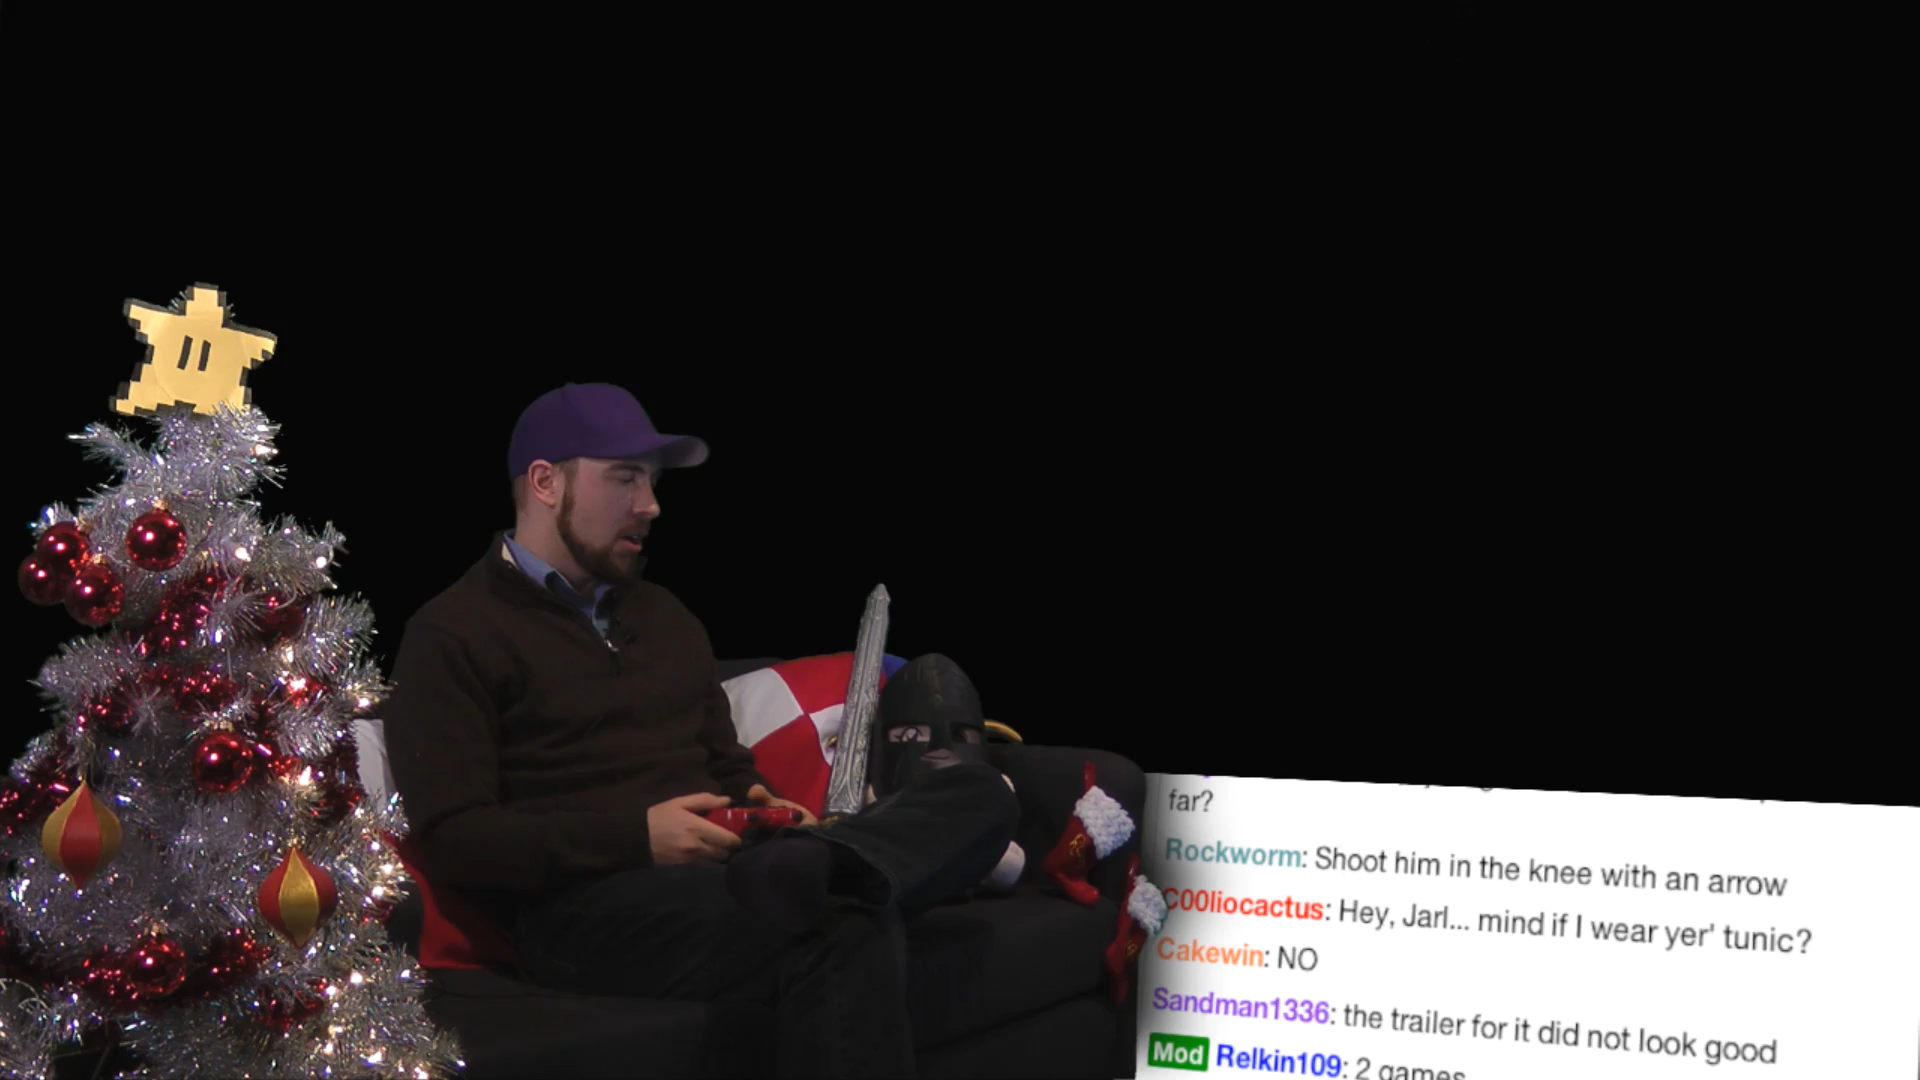 far?
Rockworm: Shoot him in the knee with an arrow
C00liocactus: Hey, Jarl... mind if I wear yer' tunic?
Cakewin: NO
Sandman1336: the trailer for it did not look good
Mod Relkin109: 2 games